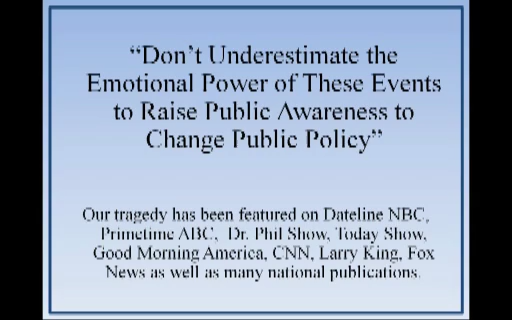 “Don’t Underestimate the
Emotional Power of These Events
to Raise Public Awareness to
Change Public Policy”
Our tragedy has been featured on Dateline NBC,
Primetime ABC, Dr. Phil Show, Today Show,
Good Morning America, CNN, Larry King, Fox
News as well as many national publications.